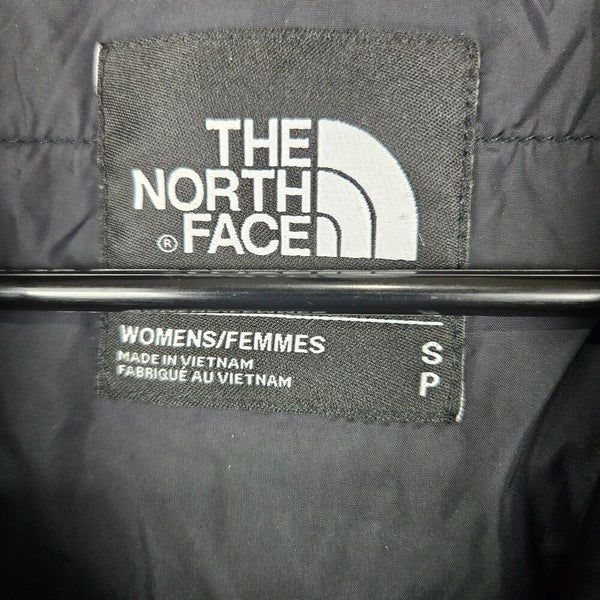 THE
NORTH
® FACE
WOMENS/FEMMES S
MADE IN VIETNAM
FABRIQUÉ AU VIETNAM P